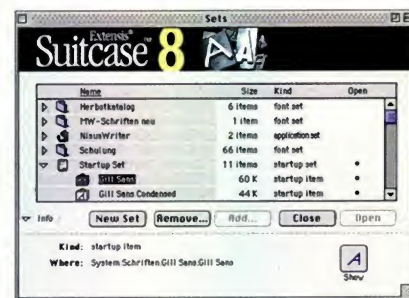 Sets
Extensis®
Suitcase™ 8 AA
Name Size Kind Open
Herbstkatalog 6 items font set
MW-Schriften neu 1 item font set
NisusWriter 2 items application set
Schulung 66 items font set
Startup Set 11 items startup set •
Gill Sans 60 K startup item •
Gill Sans Condensed 44 K startup item •
Info New Set Remove... Add... Close Open
Kind: startup item
Where: System:Schriften:Gill Sans:Gill Sans
A
Show